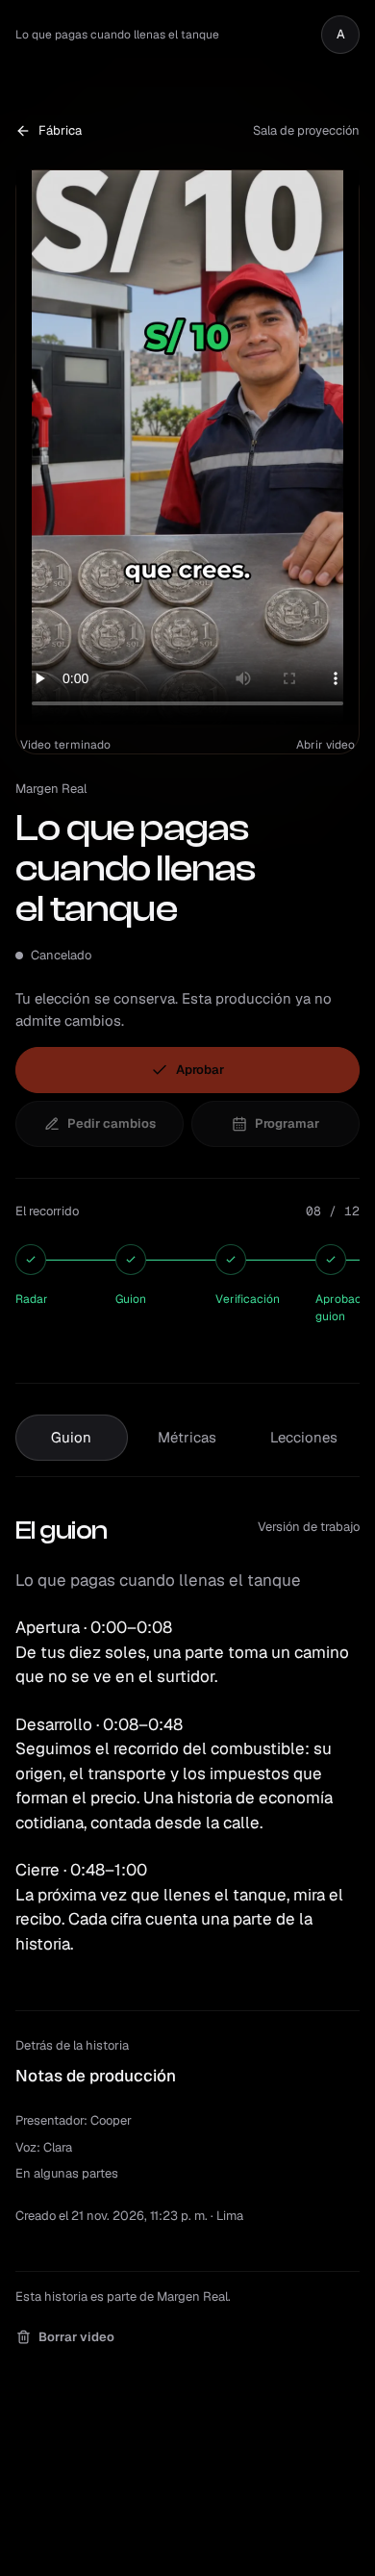 Lo que pagas cuando llenas el tanque
A
Fábrica
Sala de proyección
S/ 10
S/ 10
que crees.
0:00
Video terminado
Abrir video
Margen Real
Lo que pagas
cuando llenas
el tanque
Cancelado
Tu elección se conserva. Esta producción ya no
admite cambios.
Aprobar
Pedir cambios
Programar
El recorrido
08 / 12
Radar
Guion
Verificación
Aprobac
guion
Guion
Métricas
Lecciones
El guion
Versión de trabajo
Lo que pagas cuando llenas el tanque
Apertura · 0:00–0:08
De tus diez soles, una parte toma un camino
que no se ve en el surtidor.
Desarrollo · 0:08–0:48
Seguimos el recorrido del combustible: su
origen, el transporte y los impuestos que
forman el precio. Una historia de economía
cotidiana, contada desde la calle.
Cierre · 0:48–1:00
La próxima vez que llenes el tanque, mira el
recibo. Cada cifra cuenta una parte de la
historia.
Detrás de la historia
Notas de producción
Presentador: Cooper
Voz: Clara
En algunas partes
Creado el 21 nov. 2026, 11:23 p. m. · Lima
Esta historia es parte de Margen Real.
Borrar video